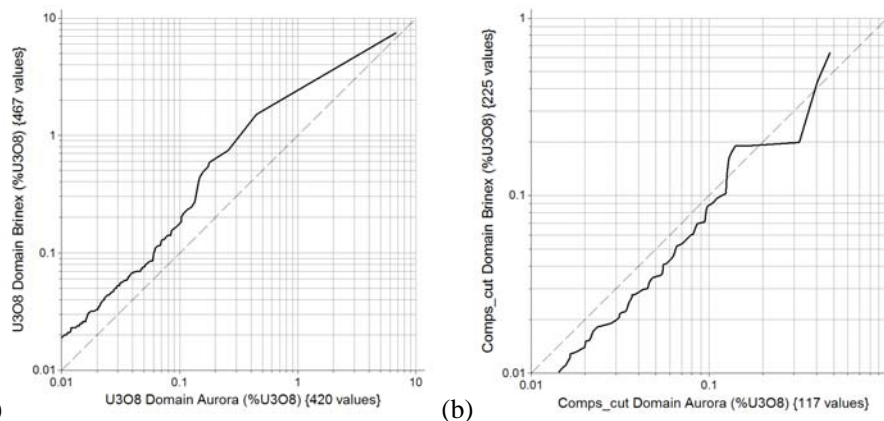 10
1
0.1
0.01
U3O8 Domain Brinex (%U3O8) {467 values}
0.01 0.1 1 10
U3O8 Domain Aurora (%U3O8) {420 values}
)
1
0.1
0.01
Comps_cut Domain Brinex (%U3O8) {225 values}
0.01 0.1
Comps_cut Domain Aurora (%U3O8) {117 values}
(b)